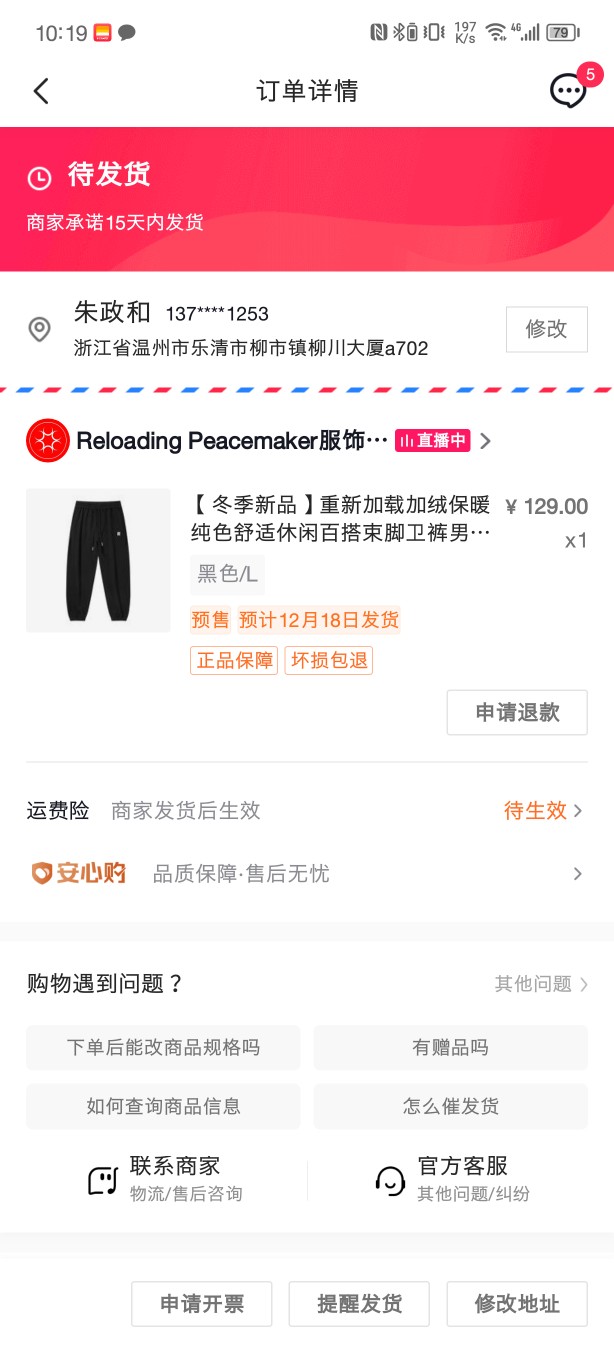 10:19
197
K/s
4G
79
订单详情
5
待发货
商家承诺15天内发货
朱政和 137****1253
浙江省温州市乐清市柳市镇柳川大厦a702
修改
Reloading Peacemaker服饰… 直播中
【冬季新品】重新加载加绒保暖 ¥ 129.00
纯色舒适休闲百搭束脚卫裤男… x1
黑色/L
预售 预计12月18日发货
正品保障 坏损包退
申请退款
运费险 商家发货后生效 待生效
安心购 品质保障·售后无忧
购物遇到问题？ 其他问题
下单后能改商品规格吗 有赠品吗
如何查询商品信息 怎么催发货
联系商家 官方客服
物流/售后咨询 其他问题/纠纷
申请开票 提醒发货 修改地址